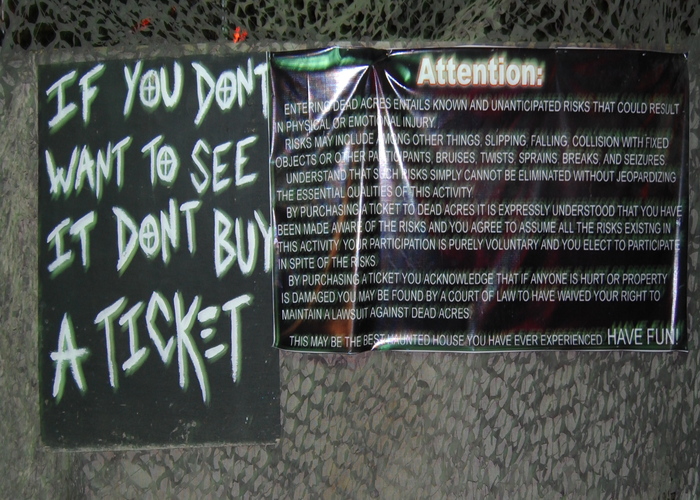 IF YOU DONT
WANT TO SEE
IT DONT BUY
A TICKET
Attention:
ENTERING DEAD ACRES ENTAILS KNOWN AND UNANTICIPATED RISKS THAT COULD RESULT
IN PHYSICAL OR EMOTIONAL INJURY.
RISKS MAY INCLUDE AMONG OTHER THINGS, SLIPPING, FALLING, COLLISION WITH FIXED
OBJECTS OR OTHER PARTICIPANTS, BRUISES, TWISTS, SPRAINS, BREAKS, AND SEIZURES.
UNDERSTAND THAT SUCH RISKS SIMPLY CANNOT BE ELIMINATED WITHOUT JEOPARDIZING
THE ESSENTIAL QUALITIES OF THIS ACTIVITY.
BY PURCHASING A TICKET TO DEAD ACRES IT IS EXPRESSLY UNDERSTOOD THAT YOU HAVE
BEEN MADE AWARE OF THE RISKS AND YOU AGREE TO ASSUME ALL THE RISKS EXISTNG IN
THIS ACTIVITY YOUR PARTICIPATION IS PURELY VOLUNTARY AND YOU ELECT TO PARTICIPATE
IN SPITE OF THE RISKS.
BY PURCHASING A TICKET YOU ACKNOWLEDGE THAT IF ANYONE IS HURT OR PROPERTY
IS DAMAGED YOU MAY BE FOUND BY A COURT OF LAW TO HAVE WAIVED YOUR RIGHT TO
MAINTAIN A LAWSUIT AGAINST DEAD ACRES.
THIS MAY BE THE BEST HAUNTED HOUSE YOU HAVE EVER EXPERIENCED. HAVE FUN!